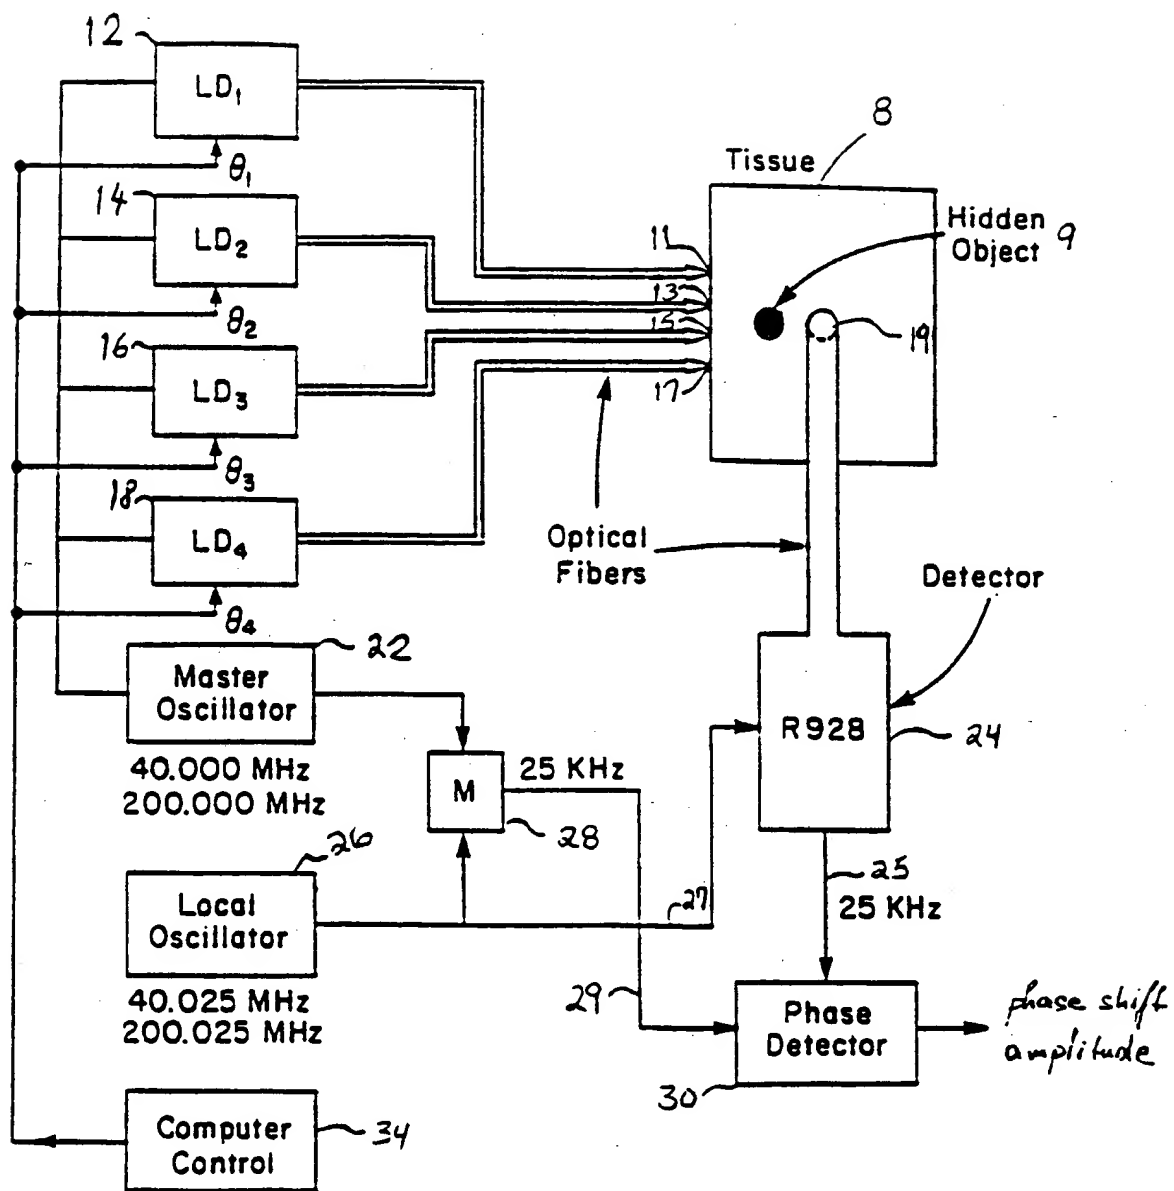 12
LD₁
θ₁
14
LD₂
θ₂
16
LD₃
θ₃
18
LD₄
θ₄
8
Tissue
Hidden
Object 9
11
13
15
17
19
Optical
Fibers
Detector
R928
24
22
Master
Oscillator
40.000 MHz
200.000 MHz
M
25 KHz
28
26
Local
Oscillator
27
40.025 MHz
200.025 MHz
25
25 KHz
29
Phase
Detector
30
phase shift
amplitude
Computer
Control
34